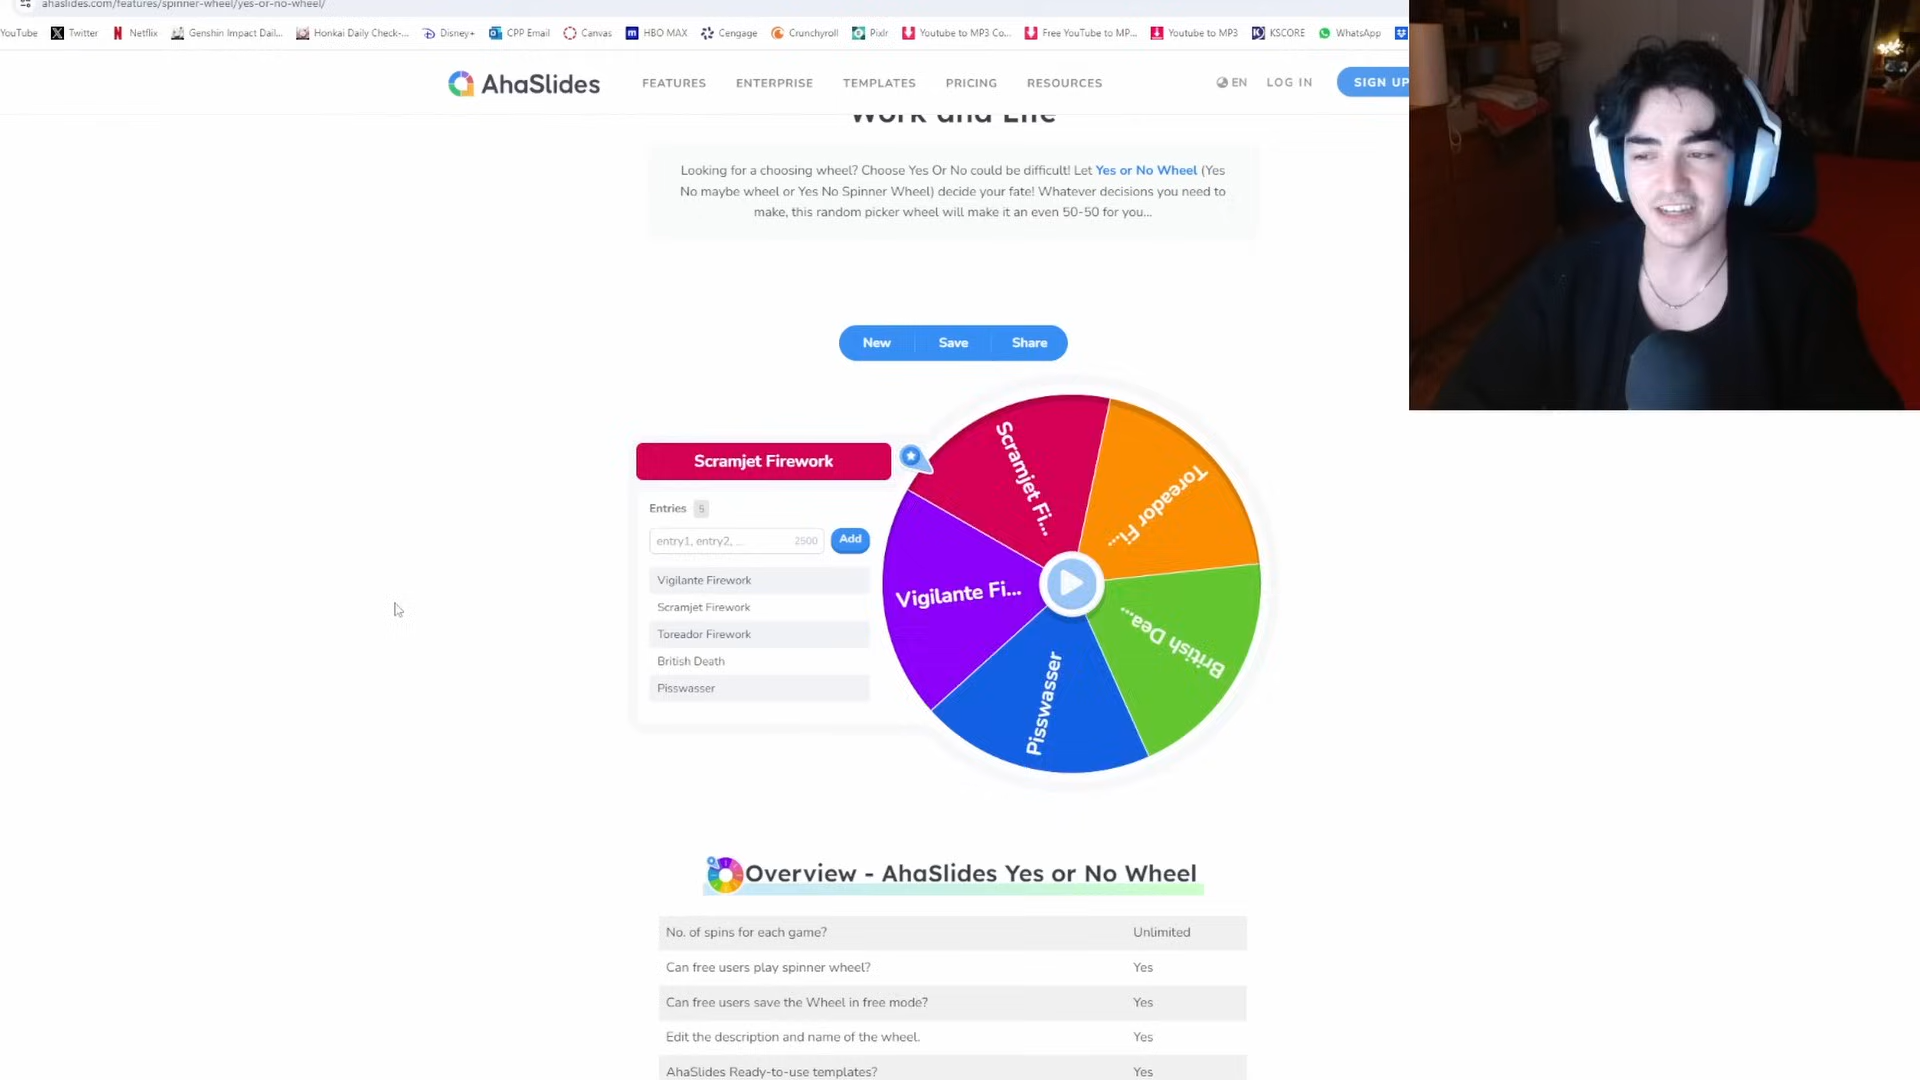 ahaslides.com/features/spinner-wheel/yes-or-no-wheel/
YouTube Twitter Netflix Genshin Impact Dail... Honkai Daily Check-... Disney+ CPP Email Canvas HBO MAX Cengage Crunchyroll Pixlr Youtube to MP3 Co... Free YouTube to MP... Youtube to MP3 KSCORE WhatsApp
AhaSlides FEATURES ENTERPRISE TEMPLATES PRICING RESOURCES EN LOG IN SIGN UP
Work and Life
Looking for a choosing wheel? Choose Yes Or No could be difficult! Let Yes or No Wheel (Yes
No maybe wheel or Yes No Spinner Wheel) decide your fate! Whatever decisions you need to
make, this random picker wheel will make it an even 50-50 for you...
New Save Share
Scramjet Firework
Entries 5
entry1, entry2, ... 2500 Add
Vigilante Firework
Scramjet Firework
Toreador Firework
British Death
Pisswasser
Scramjet Fi...
Toreador Fi...
British Dea...
Pisswasser
Vigilante Fi...
Overview - AhaSlides Yes or No Wheel
No. of spins for each game? Unlimited
Can free users play spinner wheel? Yes
Can free users save the Wheel in free mode? Yes
Edit the description and name of the wheel. Yes
AhaSlides Ready-to-use templates? Yes